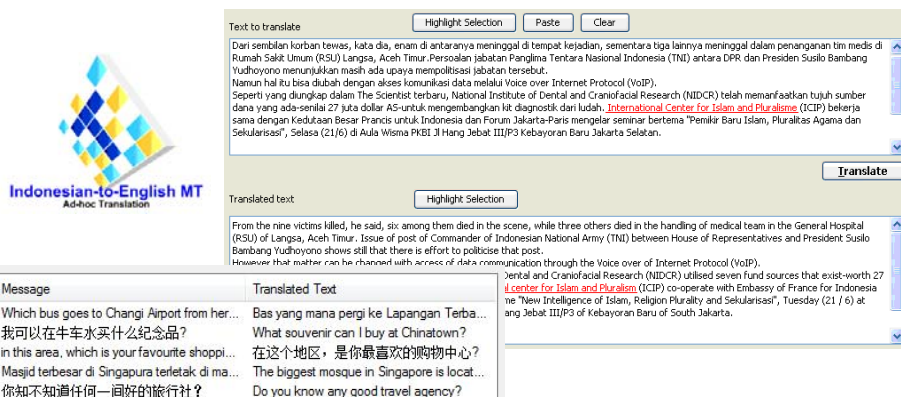 Text to translate
Highlight Selection
Paste
Clear
Dari sembilan korban tewas, kata dia, enam di antaranya meninggal di tempat kejadian, sementara tiga lainnya meninggal dalam penanganan tim medis di
Rumah Sakit Umum (RSU) Langsa, Aceh Timur.Persoalan jabatan Panglima Tentara Nasional Indonesia (TNI) antara DPR dan Presiden Susilo Bambang
Yudhoyono menunjukkan masih ada upaya mempolitisasi jabatan tersebut.
Namun hal itu bisa diubah dengan akses komunikasi data melalui Voice over Internet Protocol (VoIP).
Seperti yang diungkap dalam The Scientist terbaru, National Institute of Dental and Craniofacial Research (NIDCR) telah memanfaatkan tujuh sumber
dana yang ada-senilai 27 juta dollar AS-untuk mengembangkan kit diagnostik dari ludah. International Center for Islam and Pluralisme (ICIP) bekerja
sama dengan Kedutaan Besar Prancis untuk Indonesia dan Forum Jakarta-Paris mengelar seminar bertema "Pemikir Baru Islam, Pluralitas Agama dan
Sekularisasi", Selasa (21/6) di Aula Wisma PKBI Jl Hang Jebat III/P3 Kebayoran Baru Jakarta Selatan.
Translate
Indonesian-to-English MT
Ad-hoc Translation
Translated text
Highlight Selection
From the nine victims killed, he said, six among them died in the scene, while three others died in the handling of medical team in the General Hospital
(RSU) of Langsa, Aceh Timur. Issue of post of Commander of Indonesian National Army (TNI) between House of Representatives and President Susilo
Bambang Yudhoyono shows still that there is effort to politicise that post.
However that matter can be changed with access of data communication through the Voice over of Internet Protocol (VoIP).
Dental and Craniofacial Research (NIDCR) utilised seven fund sources that exist-worth 27
l center for Islam and Pluralism (ICIP) co-operate with Embassy of France for Indonesia
me "New Intelligence of Islam, Religion Plurality and Sekularisasi", Tuesday (21 / 6) at
ang Jebat III/P3 of Kebayoran Baru of South Jakarta.
Message
Translated Text
Which bus goes to Changi Airport from her...
Bas yang mana pergi ke Lapangan Terba...
我可以在牛车水买什么纪念品?
What souvenir can I buy at Chinatown?
in this area, which is your favourite shoppi...
在这个地区，是你最喜欢的购物中心?
Masjid terbesar di Singapura terletak di ma...
The biggest mosque in Singapore is locat...
你知不知道任何一间好的旅行社？
Do you know any good travel agency?